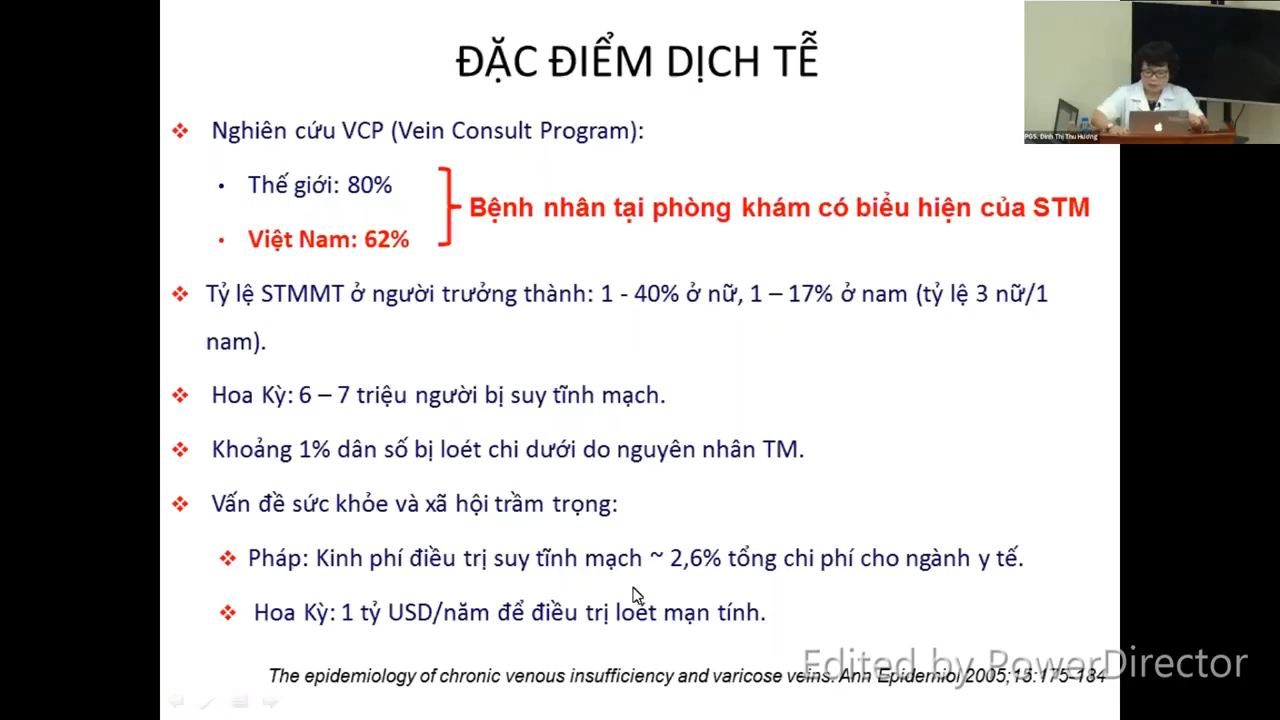 ĐẶC ĐIỂM DỊCH TỄ
PGS. Đinh Thị Thu Hương
Nghiên cứu VCP (Vein Consult Program):
Thế giới: 80%
Việt Nam: 62%
Bệnh nhân tại phòng khám có biểu hiện của STM
Tỷ lệ STMMT ở người trưởng thành: 1 - 40% ở nữ, 1 – 17% ở nam (tỷ lệ 3 nữ/1
nam).
Hoa Kỳ: 6 – 7 triệu người bị suy tĩnh mạch.
Khoảng 1% dân số bị loét chi dưới do nguyên nhân TM.
Vấn đề sức khỏe và xã hội trầm trọng:
Pháp: Kinh phí điều trị suy tĩnh mạch ~ 2,6% tổng chi phí cho ngành y tế.
Hoa Kỳ: 1 tỷ USD/năm để điều trị loét mạn tính.
The epidemiology of chronic venous insufficiency and varicose veins. Ann Epidemiol 2005;15:175-184
Edited by PowerDirector